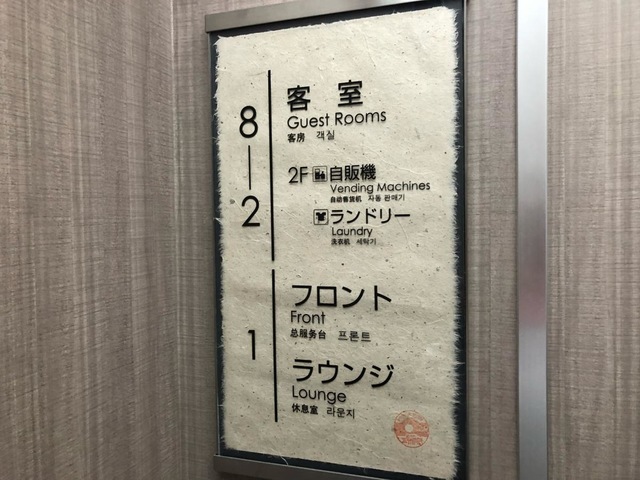 8
|
2
客室
Guest Rooms
客房 객실
2F 自販機
Vending Machines
自动售货机 자동 판매기
ランドリー
Laundry
洗衣机 세탁기
1
フロント
Front
总服务台 프론트
ラウンジ
Lounge
休息室 라운지